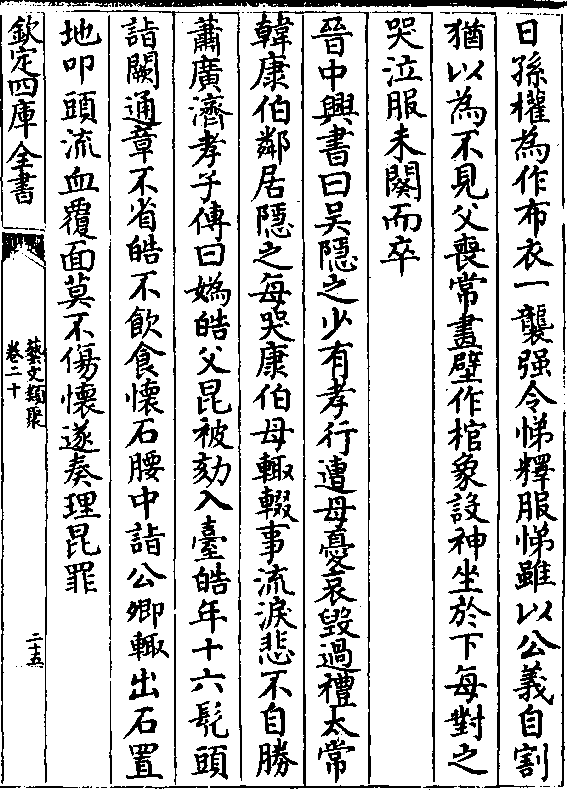 日孫權為作布衣一襲强令悌釋服悌雖以公義自割
猶以為不見父喪常畫壁作棺象設神坐於下每對之
哭泣服未闋而卒
晉中興書曰吳隱之少有孝行遭母憂哀毀過禮太常
韓康伯鄰居隱之每哭康伯母輙輟事流淚悲不自勝
蕭廣濟孝子傳曰嬀皓父昆被劾入臺皓年十六髠頭
詣闕通章不省皓不飲食懷石腰中詣公卿輙出石置
地叩頭流血覆面莫不傷懷遂奏理昆罪
欽定四庫全書
藝文類聚
卷二十
二十五